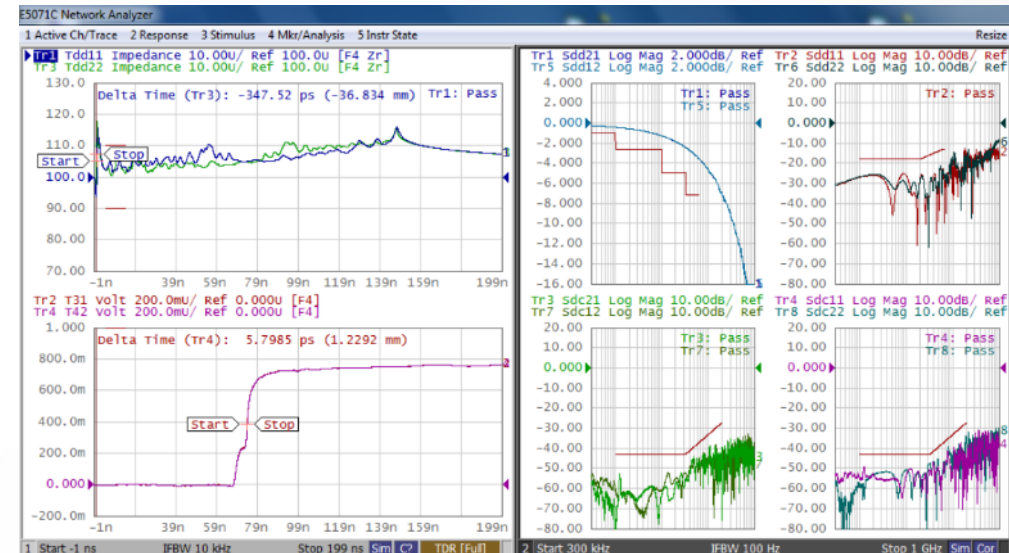 E5071C Network Analyzer
1 Active Ch/Trace 2 Response 3 Stimulus 4 Mkr/Analysis 5 Instr State
Resize
Tr1 Tdd11 Impedance 10.00U/ Ref 100.0U [F4 Zr]
Tr3 Tdd22 Impedance 10.00U/ Ref 100.0U [F4 Zr]
130.0
Delta Time (Tr3): -347.52 ps (-36.834 mm) Tr1: Pass
120.0
110.0
Start
Stop
100.0
90.00
80.00
70.00
-1n 39n 59n 79n 99n 119n 139n 159n 199n
1
Tr2 T31 Volt 200.0mU/ Ref 0.000U [F4]
Tr4 T42 Volt 200.0mU/ Ref 0.000U [F4]
1.000
Delta Time (Tr4): 5.7985 ps (1.2292 mm)
800.0m
600.0m
400.0m
Start
Stop
200.0m
0.000
-200.0m
-1n 39n 59n 79n 99n 119n 139n 159n 199n
1 Start -1 ns IFBW 10 kHz Stop 199 ns Sim C? TDR [Full]
Tr1 Sdd21 Log Mag 2.000dB/ Ref
Tr5 Sdd12 Log Mag 2.000dB/ Ref
4.000
Tr1: Pass
2.000
Tr5: Pass
0.000
-2.000
-4.000
-6.000
-8.000
-10.00
-12.00
-14.00
-16.00
Tr2 Sdd11 Log Mag 10.00dB/ Ref
Tr6 Sdd22 Log Mag 10.00dB/ Ref
20.00
Tr2: Pass
10.00
0.000
-10.00
6
2
-20.00
-30.00
-40.00
-50.00
-60.00
-70.00
-80.00
Tr3 Sdc21 Log Mag 10.00dB/ Ref
Tr7 Sdc12 Log Mag 10.00dB/ Ref
20.00
Tr3: Pass
10.00
Tr7: Pass
0.000
-10.00
-20.00
-30.00
-40.00
3
7
-50.00
-60.00
-70.00
-80.00
Tr4 Sdc11 Log Mag 10.00dB/ Ref
Tr8 Sdc22 Log Mag 10.00dB/ Ref
20.00
Tr4: Pass
10.00
Tr8: Pass
0.000
-10.00
-20.00
-30.00
8
4
-40.00
-50.00
-60.00
-70.00
-80.00
2 Start 300 kHz IFBW 100 Hz Stop 1 GHz Sim Cor